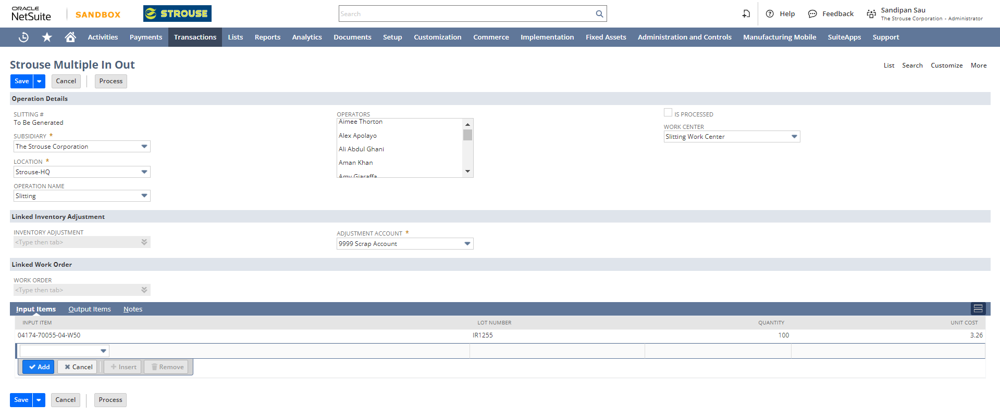 ORACLE
NetSuite
SANDBOX
STROUSE
Search
Help
Feedback
Sandipan Sau
The Strouse Corporation - Administrator
Activities Payments Transactions Lists Reports Analytics Documents Setup Customization Commerce Implementation Fixed Assets Administration and Controls Manufacturing Mobile SuiteApps Support
Strouse Multiple In Out
List Search Customize More
Save Cancel Process
Operation Details
SLITTING #
To Be Generated
SUBSIDIARY *
The Strouse Corporation
LOCATION *
Strouse-HQ
OPERATION NAME
Slitting
OPERATORS
Aimee Thorton
Alex Apolayo
Ali Abdul Ghani
Aman Khan
Amy Giaraffa
IS PROCESSED
WORK CENTER
Slitting Work Center
Linked Inventory Adjustment
INVENTORY ADJUSTMENT
<Type then tab>
ADJUSTMENT ACCOUNT *
9999 Scrap Account
Linked Work Order
WORK ORDER
<Type then tab>
Input Items Output Items Notes
INPUT ITEM LOT NUMBER QUANTITY UNIT COST
04174-70055-04-W50 IR1255 100 3.26
Add Cancel Insert Remove
Save Cancel Process